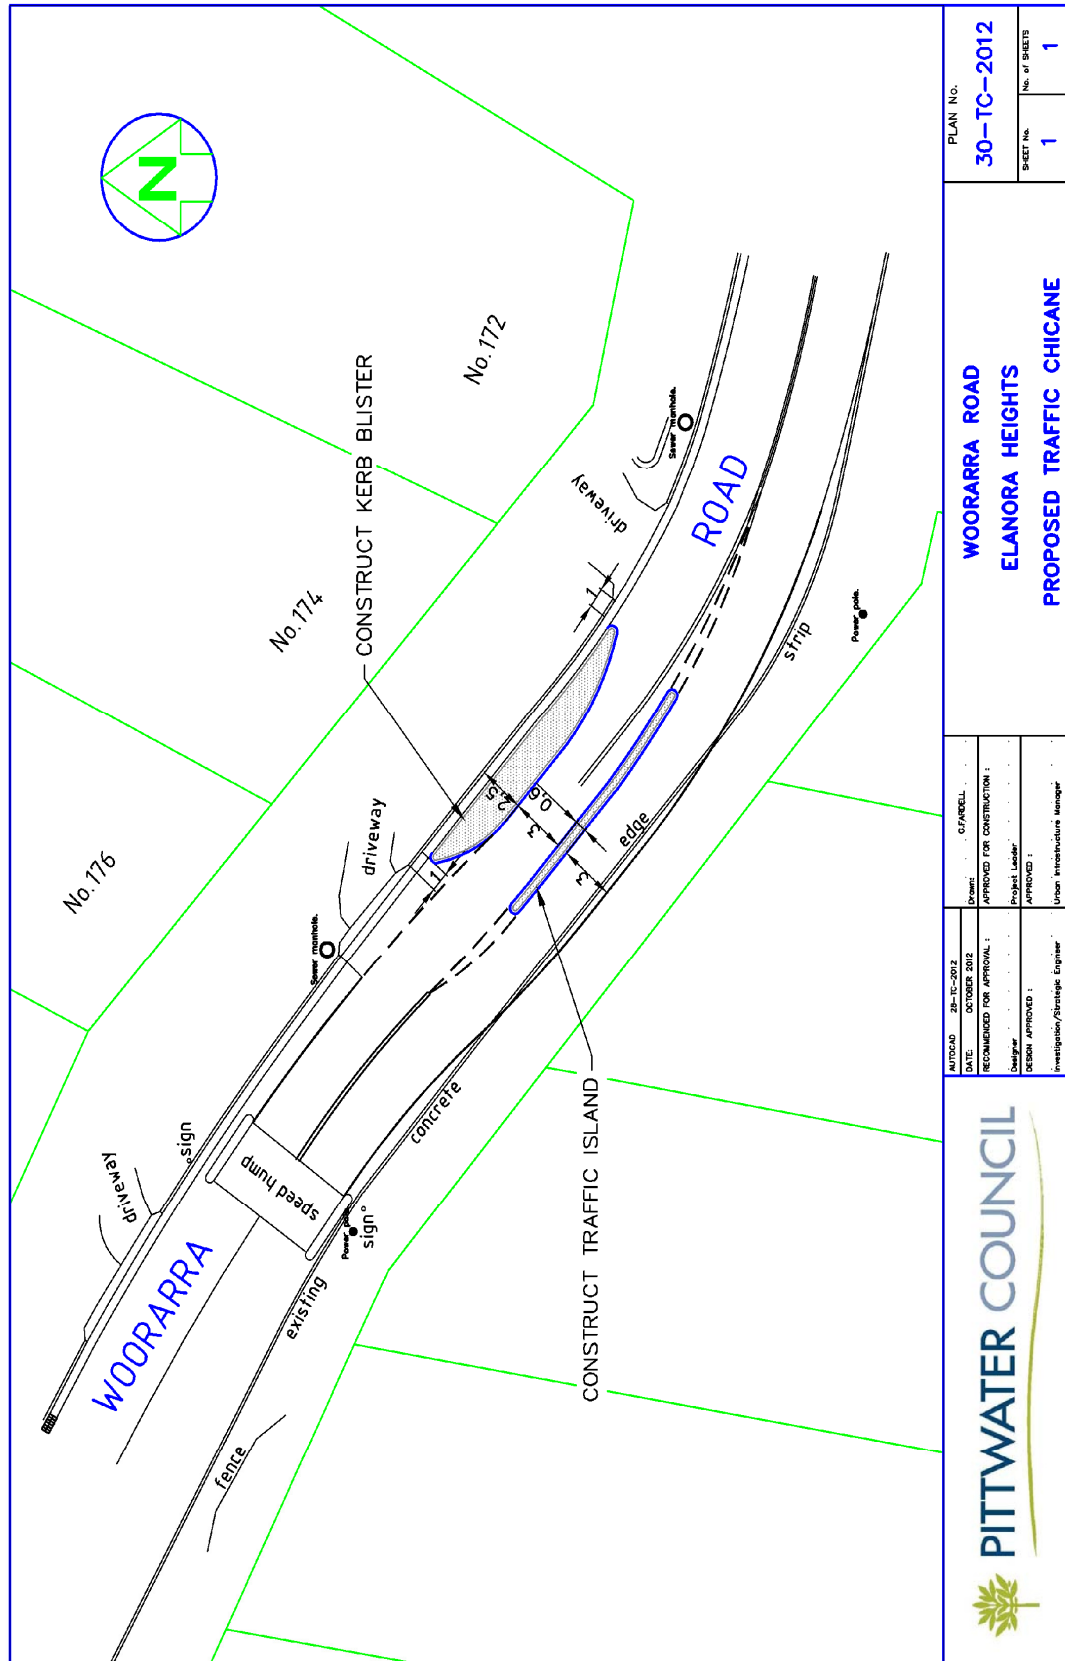 N
No.172
No.174
No.176
CONSTRUCT KERB BLISTER
driveway
Sewer manhole.
ROAD
1
2,5
0,6
3
3
1
driveway
Sewer manhole.
strip
edge
Power pole.
concrete
existing
sign
driveway
speed hump
Power pole.
sign
WOORARRA
fence
CONSTRUCT TRAFFIC ISLAND
PITTWATER COUNCIL
AUTOCAD 28-TC-2012
DATE: OCTOBER 2012
RECOMMENDED FOR APPROVAL :
Designer
DESIGN APPROVED :
Investigation/Strategic Engineer
Drawn: C.FARDELL
APPROVED FOR CONSTRUCTION :
Project Leader
APPROVED :
Urban Infrastructure Manager
WOORARRA ROAD
ELANORA HEIGHTS
PROPOSED TRAFFIC CHICANE
PLAN No.
30-TC-2012
SHEET No.
1
No. of SHEETS
1